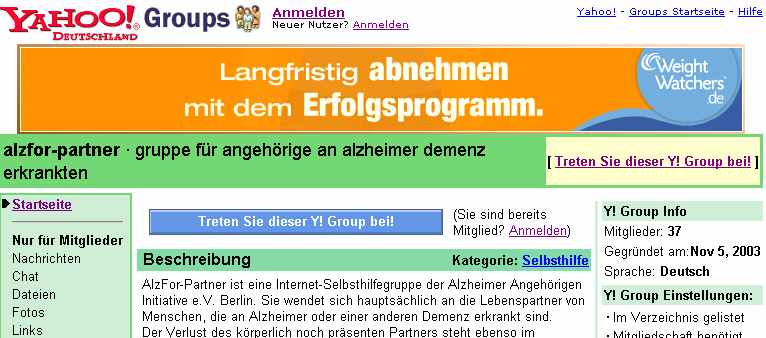 YAHOO! Groups
DEUTSCHLAND
Anmelden
Neuer Nutzer? Anmelden
Yahoo! - Groups Startseite - Hilfe
Langfristig abnehmen
mit dem Erfolgsprogramm.
WeightWatchers.de
alzfor-partner · gruppe für angehörige an alzheimer demenz
erkrankten
[ Treten Sie dieser Y! Group bei! ]
Startseite
Nur für Mitglieder
Nachrichten
Chat
Dateien
Fotos
Links
Treten Sie dieser Y! Group bei!
(Sie sind bereits
Mitglied? Anmelden)
Beschreibung
Kategorie: Selbsthilfe
AlzFor-Partner ist eine Internet-Selbsthilfegruppe der Alzheimer Angehörigen
Initiative e.V. Berlin. Sie wendet sich hauptsächlich an die Lebenspartner von
Menschen, die an Alzheimer oder einer anderen Demenz erkrankt sind.
Der Verlust des körperlich noch präsenten Partners steht ebenso im
Y! Group Info
Mitglieder: 37
Gegründet am: Nov 5, 2003
Sprache: Deutsch
Y! Group Einstellungen:
· Im Verzeichnis gelistet
· Mitgliedschaft benötigt